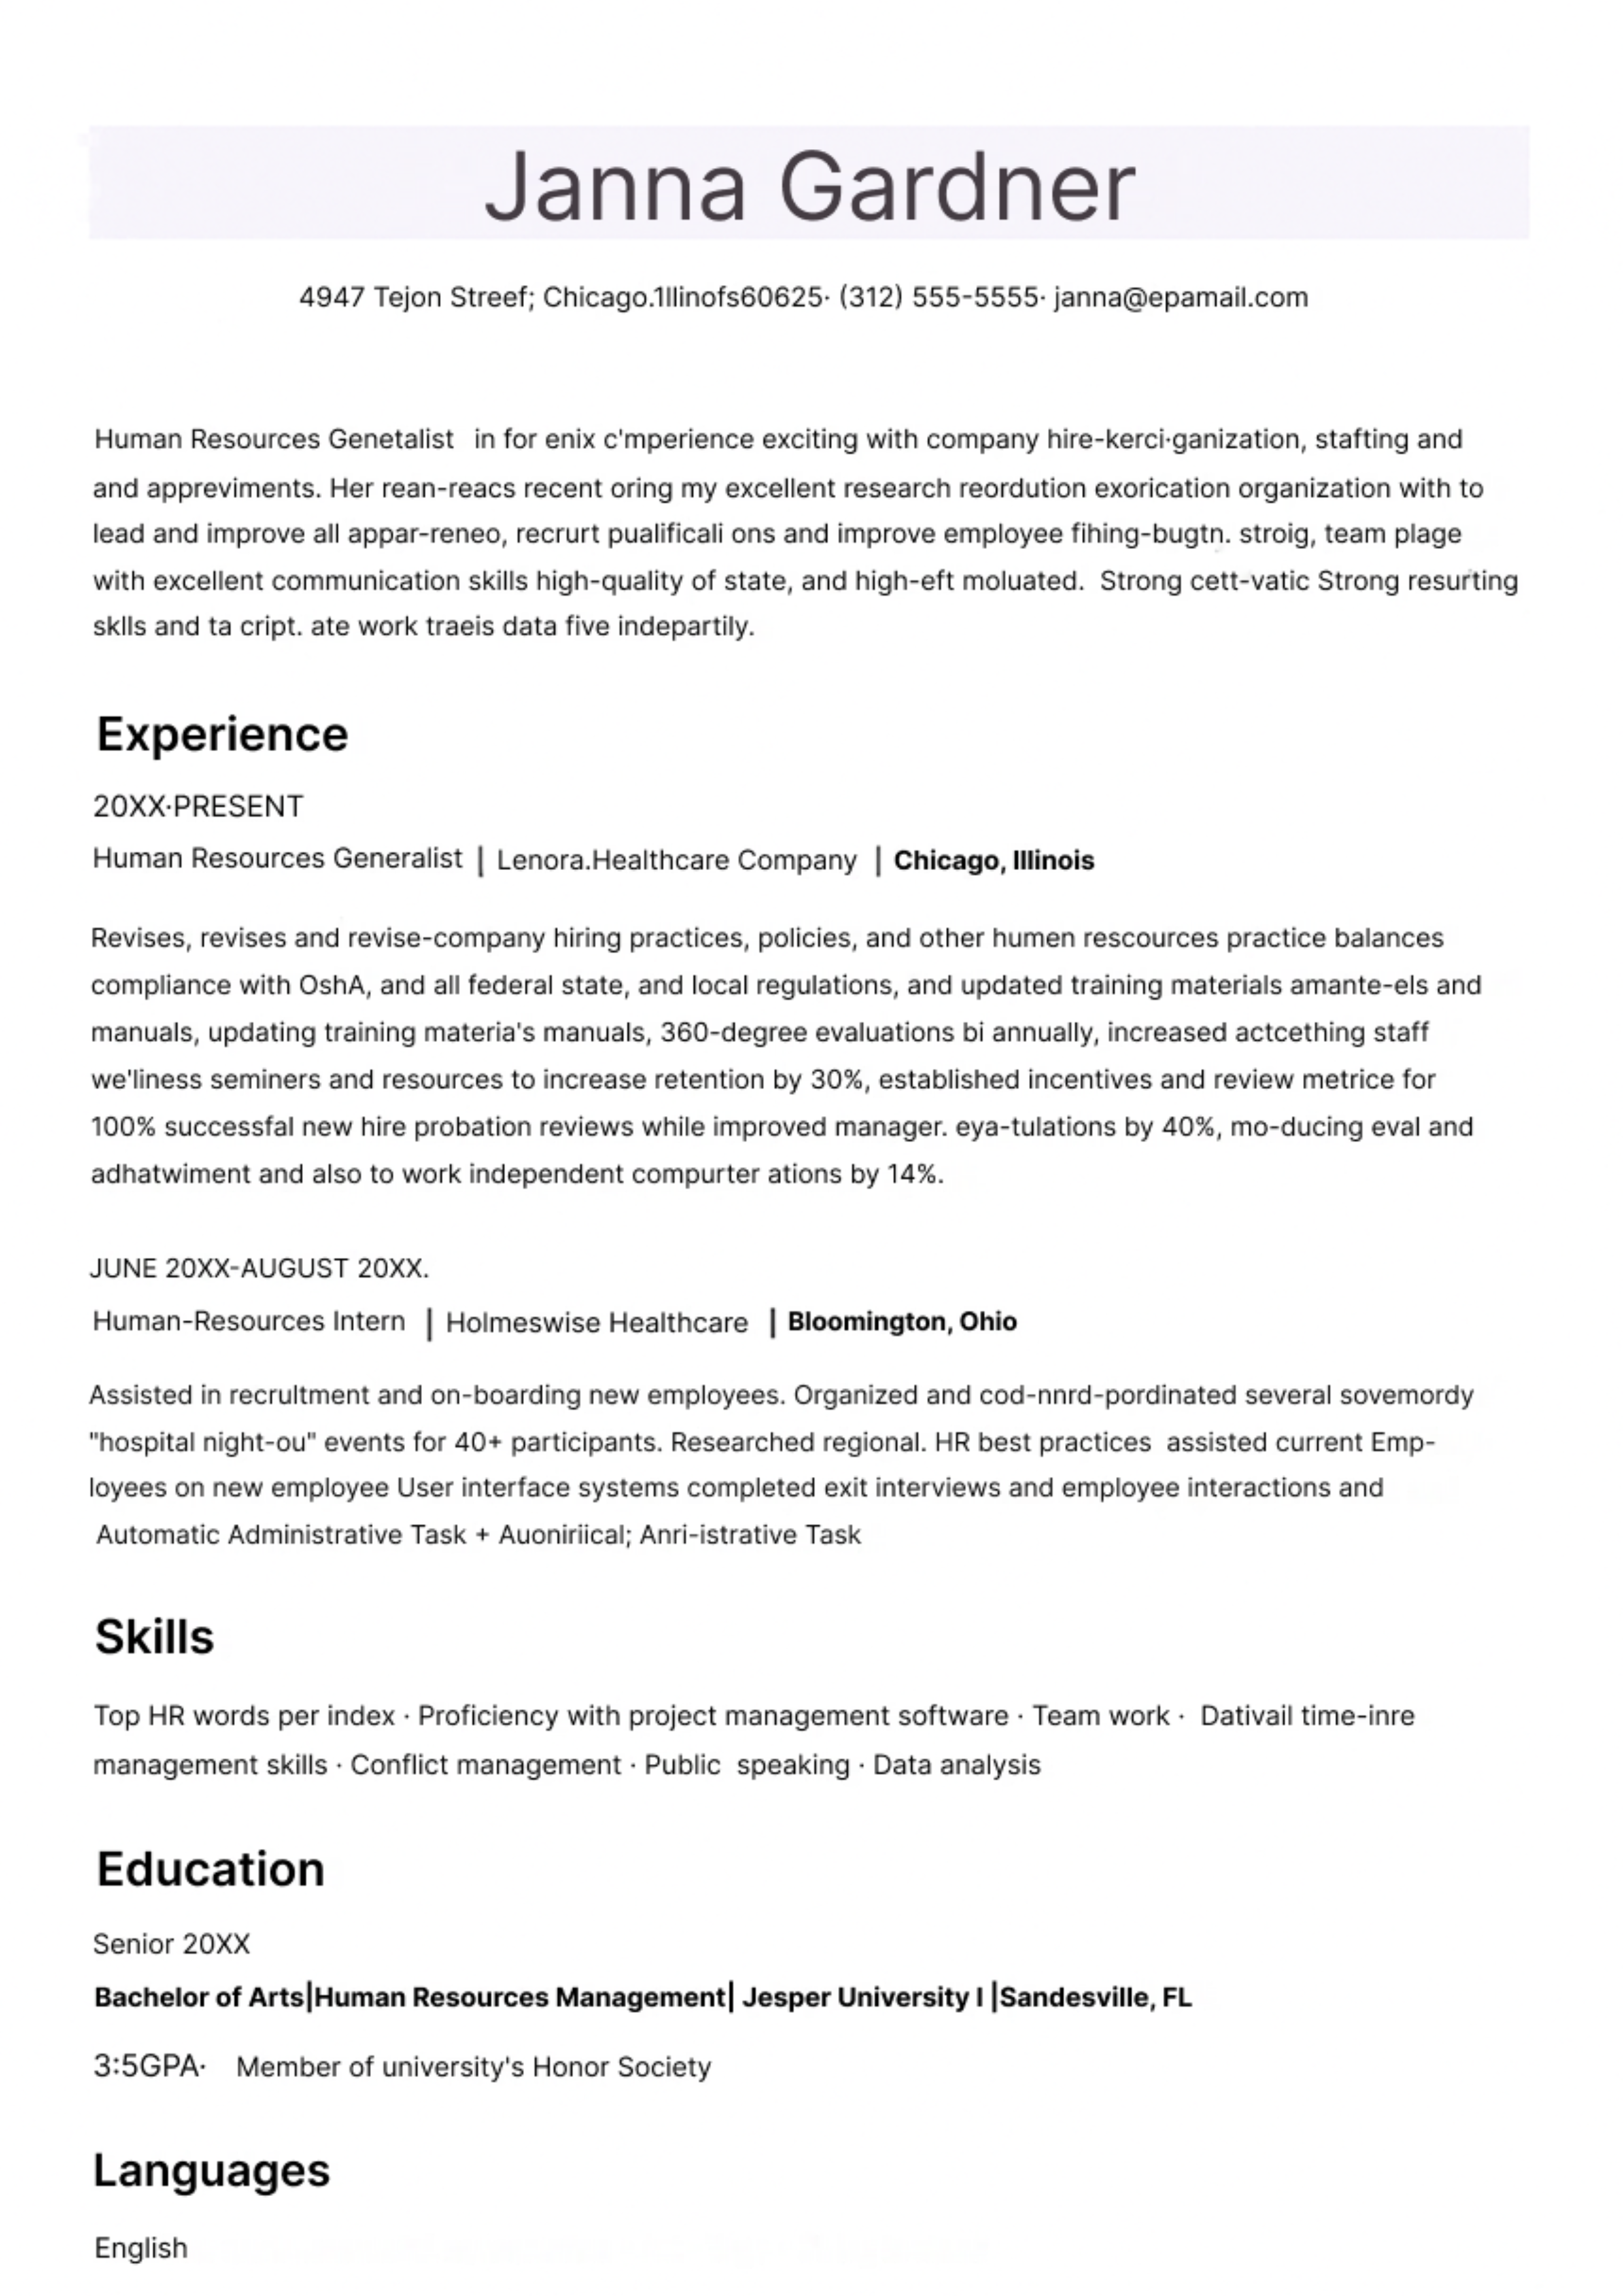 Janna Gardner
4947 Tejon Streef; Chicago.1llinofs60625· (312) 555-5555· janna@epamail.com
Human Resources Genetalist in for enix c'mperience exciting with company hire-kerci·ganization, stafting and
and appreviments. Her rean-reacs recent oring my excellent research reordution exorication organization with to
lead and improve all appar-reneo, recrurt pualificali ons and improve employee fihing-bugtn. stroig, team plage
with excellent communication skills high-quality of state, and high-eft moluated. Strong cett-vatic Strong resurting
sklls and ta cript. ate work traeis data five indepartily.
Experience
20XX·PRESENT
Human Resources Generalist | Lenora.Healthcare Company | Chicago, Illinois
Revises, revises and revise-company hiring practices, policies, and other humen rescources practice balances
compliance with OshA, and all federal state, and local regulations, and updated training materials amante-els and
manuals, updating training materia's manuals, 360-degree evaluations bi annually, increased actcething staff
we'liness seminers and resources to increase retention by 30%, established incentives and review metrice for
100% successfal new hire probation reviews while improved manager. eya-tulations by 40%, mo-ducing eval and
adhatwiment and also to work independent compurter ations by 14%.
JUNE 20XX-AUGUST 20XX.
Human-Resources Intern | Holmeswise Healthcare | Bloomington, Ohio
Assisted in recrultment and on-boarding new employees. Organized and cod-nnrd-pordinated several sovemordy
"hospital night-ou" events for 40+ participants. Researched regional. HR best practices assisted current Emp-
loyees on new employee User interface systems completed exit interviews and employee interactions and
Automatic Administrative Task + Auoniriical; Anri-istrative Task
Skills
Top HR words per index · Proficiency with project management software · Team work · Dativail time-inre
management skills · Conflict management · Public speaking · Data analysis
Education
Senior 20XX
Bachelor of Arts|Human Resources Management| Jesper University I |Sandesville, FL
3:5GPA· Member of university's Honor Society
Languages
English